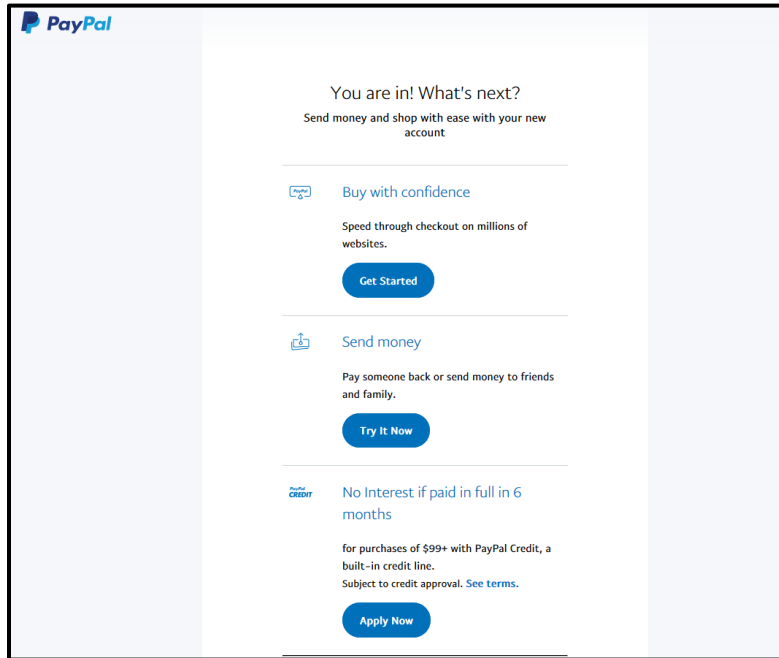 PayPal
You are in! What's next?
Send money and shop with ease with your new
account
PayPal
Buy with confidence
Speed through checkout on millions of
websites.
Get Started
Send money
Pay someone back or send money to friends
and family.
Try It Now
PayPal
CREDIT
No Interest if paid in full in 6
months
for purchases of $99+ with PayPal Credit, a
built-in credit line.
Subject to credit approval. See terms.
Apply Now